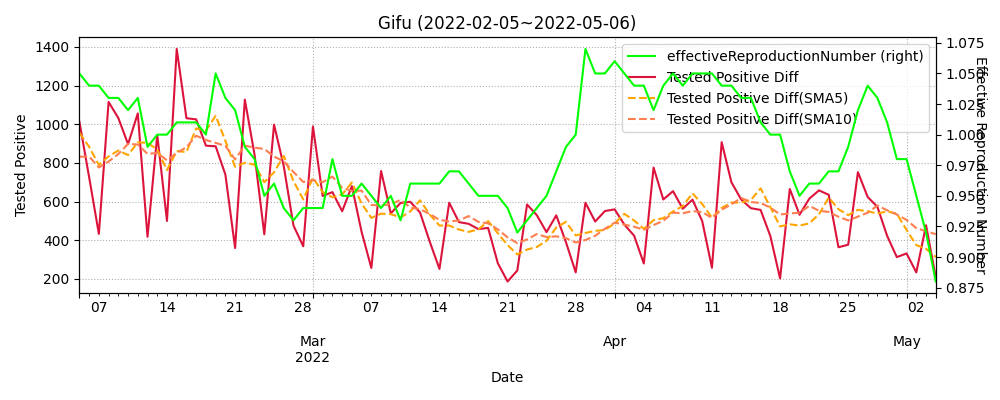 Gifu (2022-02-05~2022-05-06)
effectiveReproductionNumber (right)
Tested Positive Diff
Tested Positive Diff(SMA5)
Tested Positive Diff(SMA10)
Tested Positive
1400
1200
1000
800
600
400
200
1.075
1.050
1.025
1.000
0.975
0.950
0.925
0.900
0.875
Effective Reproduction Number
07 14 21 28 07 14 21 28 04 11 18 25 02
Mar Apr May
2022
Date